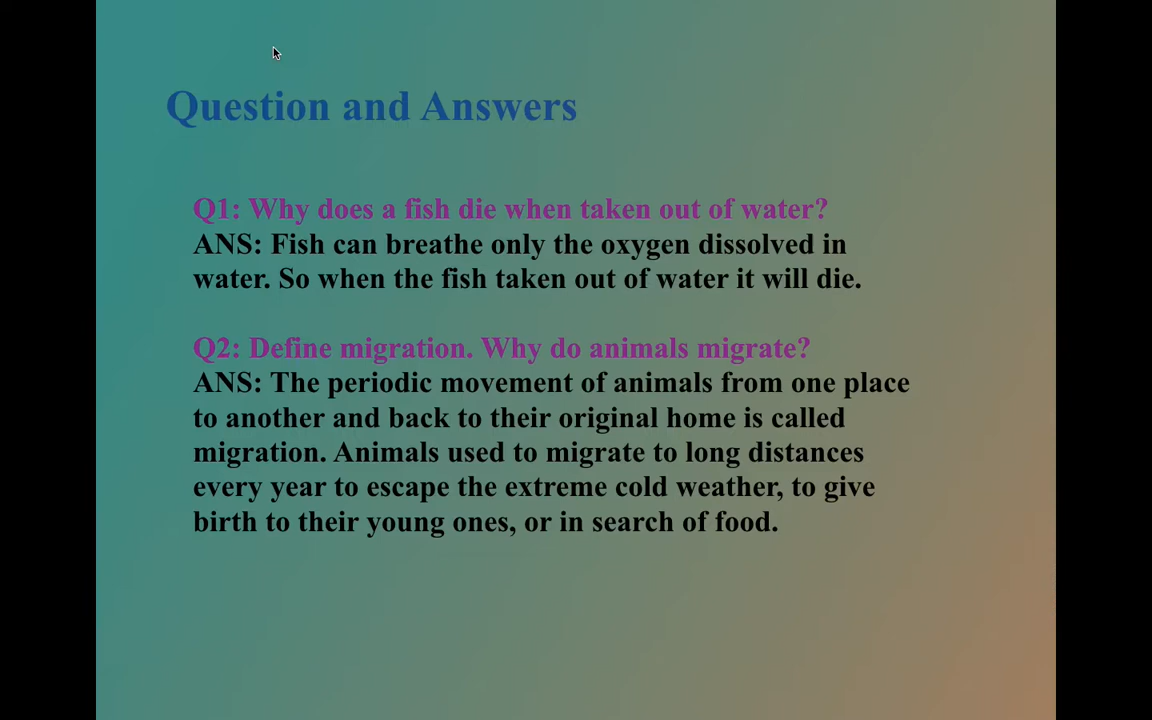 Question and Answers
Q1: Why does a fish die when taken out of water?
ANS: Fish can breathe only the oxygen dissolved in
water. So when the fish taken out of water it will die.
Q2: Define migration. Why do animals migrate?
ANS: The periodic movement of animals from one place
to another and back to their original home is called
migration. Animals used to migrate to long distances
every year to escape the extreme cold weather, to give
birth to their young ones, or in search of food.